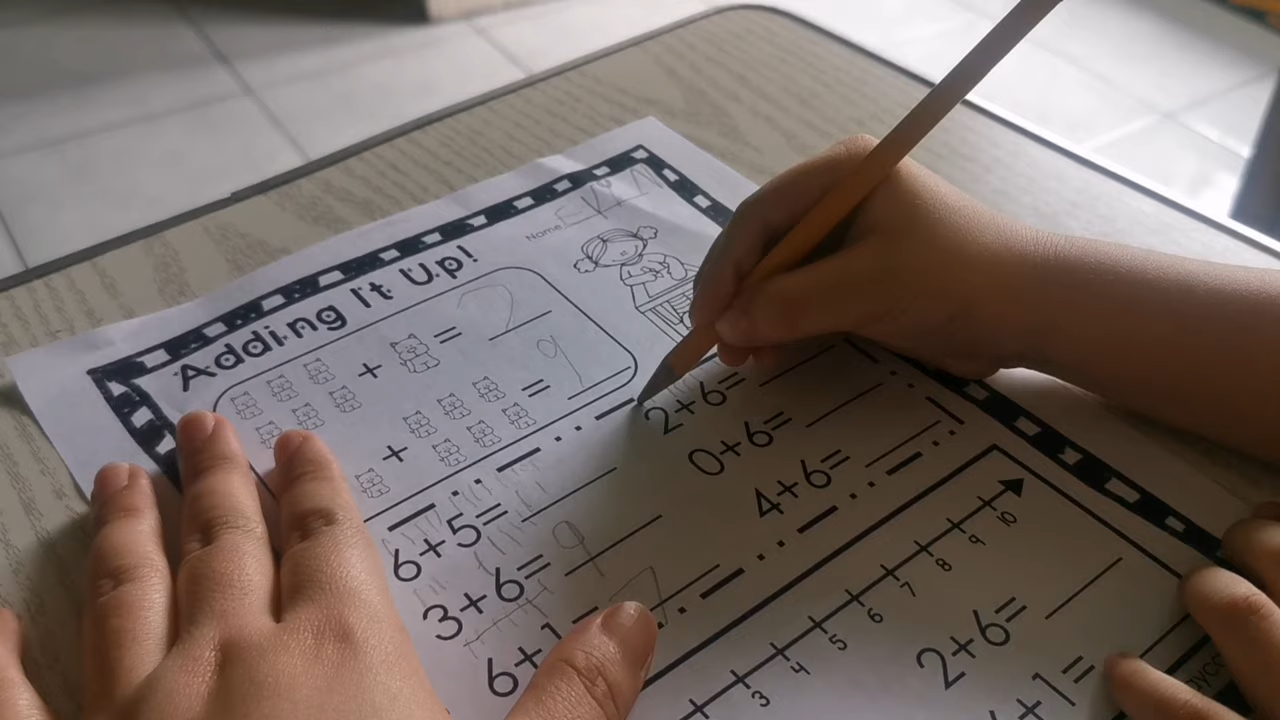 Name
Adding It Up!
+ = 2
+ = 9
6+5=
3+6= 9
6+1 7
2+6=
0+6=
4+6=
3 4 5 6 7 8 9 10
2+6=
+1=